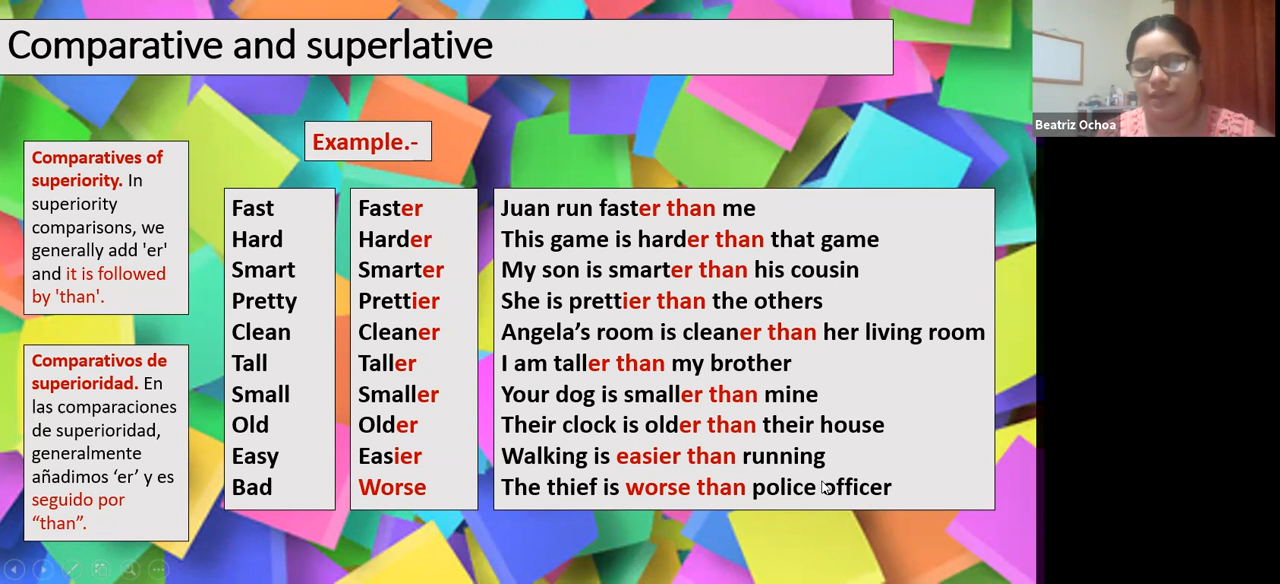 Comparative and superlative
Beatriz Ochoa
Example.-
Comparatives of
superiority. In
superiority
comparisons, we
generally add 'er'
and it is followed
by 'than'.
Comparativos de
superioridad. En
las comparaciones
de superioridad,
generalmente
añadimos ‘er’ y es
seguido por
“than”.
Fast
Hard
Smart
Pretty
Clean
Tall
Small
Old
Easy
Bad
Faster
Harder
Smarter
Prettier
Cleaner
Taller
Smaller
Older
Easier
Worse
Juan run faster than me
This game is harder than that game
My son is smarter than his cousin
She is prettier than the others
Angela’s room is cleaner than her living room
I am taller than my brother
Your dog is smaller than mine
Their clock is older than their house
Walking is easier than running
The thief is worse than police officer